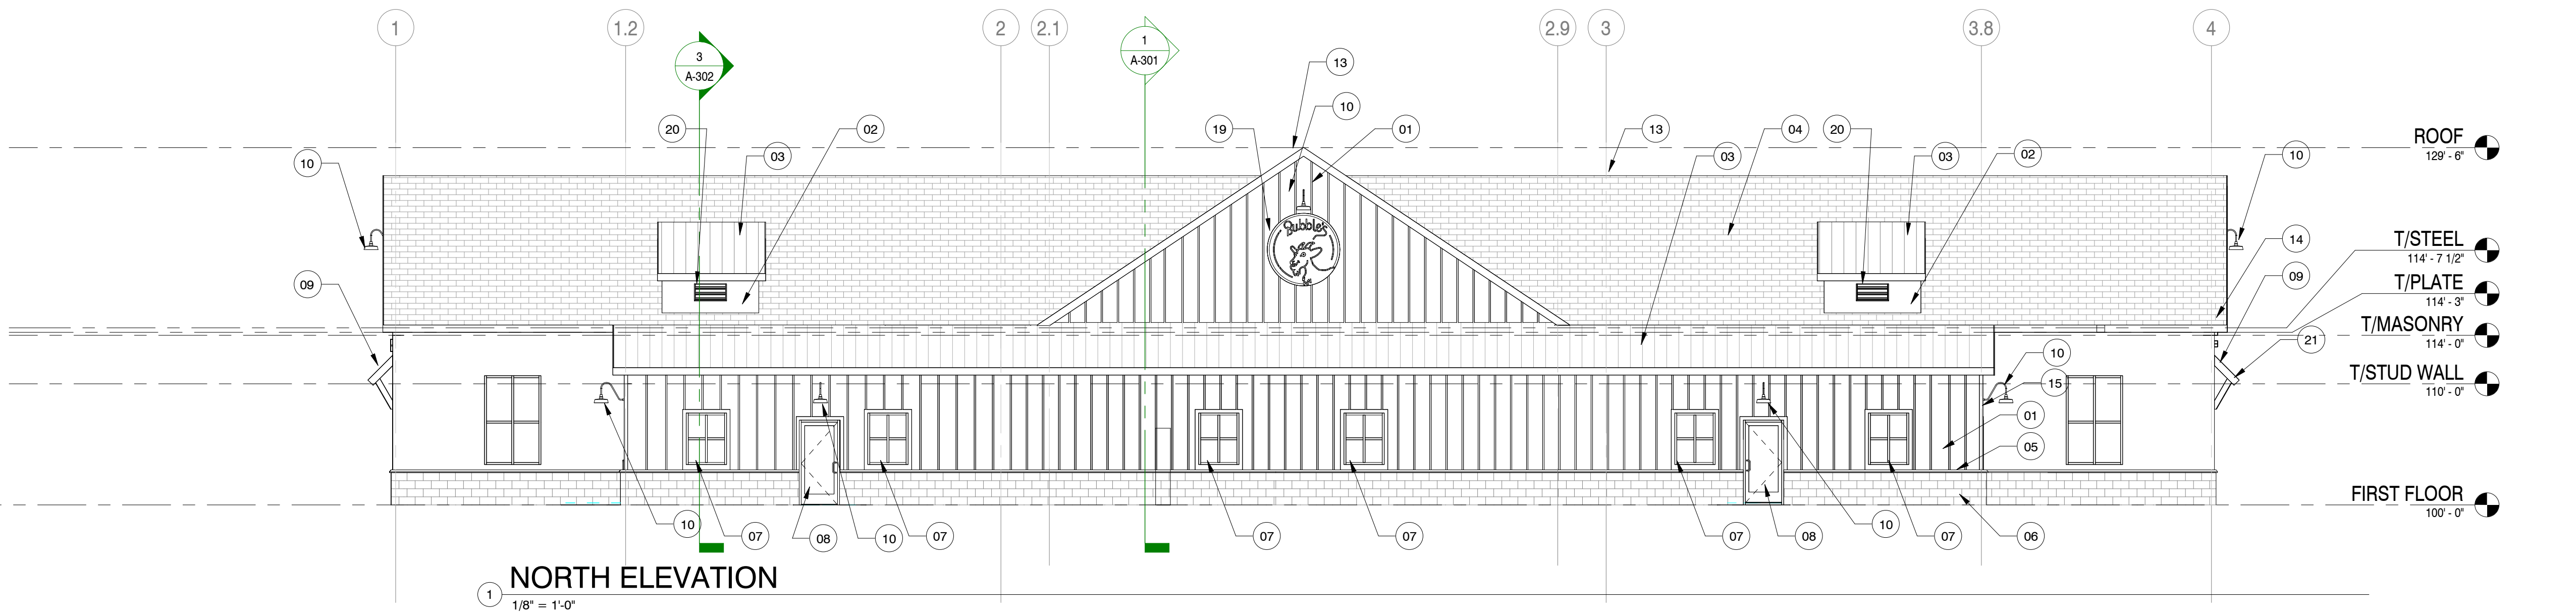 1
1.2
2
2.1
2.9
3
3.8
4
3
A-302
1
A-301
13
10
20
02
19
01
13
04
20
ROOF
129' - 6"
10
03
03
03
02
10
T/STEEL
114' - 7 1/2"
14
09
09
Bubbles
T/PLATE
114' - 3"
T/MASONRY
114' - 0"
21
10
T/STUD WALL
110' - 0"
15
01
05
FIRST FLOOR
100' - 0"
10
07
08
10
07
07
07
07
08
10
07
06
NORTH ELEVATION
1
1/8" = 1'-0"